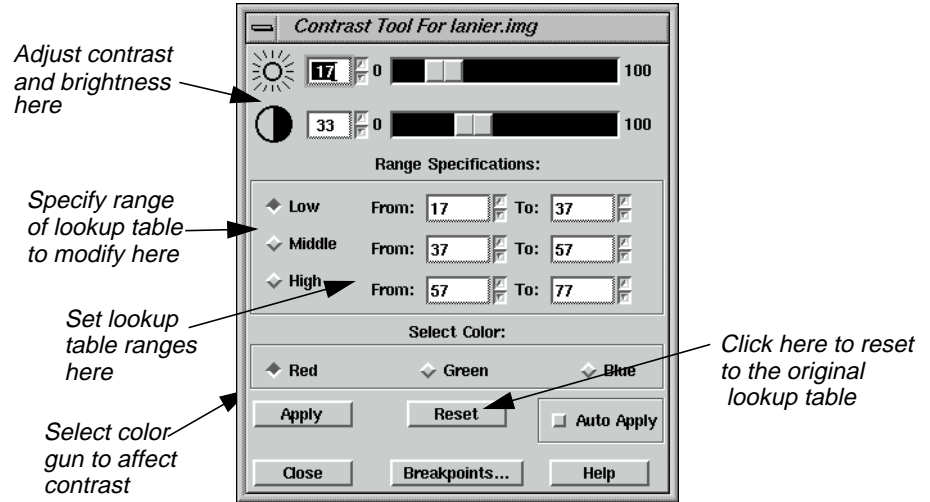 Contrast Tool For lanier.img
Adjust contrast
and brightness
here
17 0 100
33 0 100
Range Specifications:
Specify range
of lookup table
to modify here
Low From: 17 To: 37
Middle From: 37 To: 57
High From: 57 To: 77
Set lookup
table ranges
here
Select Color:
Red Green Blue
Click here to reset
to the original
lookup table
Select color
gun to affect
contrast
Apply Reset Auto Apply
Close Breakpoints... Help